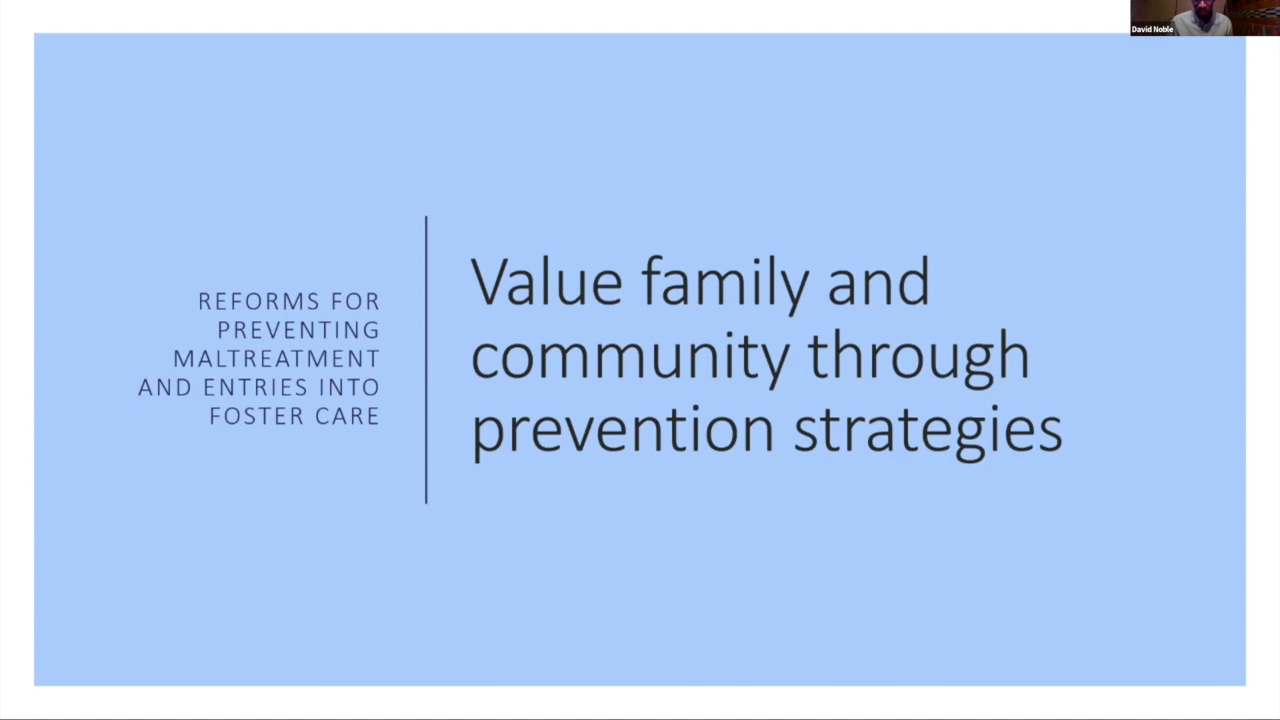 David Noble
REFORMS FOR
PREVENTING
MALTREATMENT
AND ENTRIES INTO
FOSTER CARE
Value family and
community through
prevention strategies